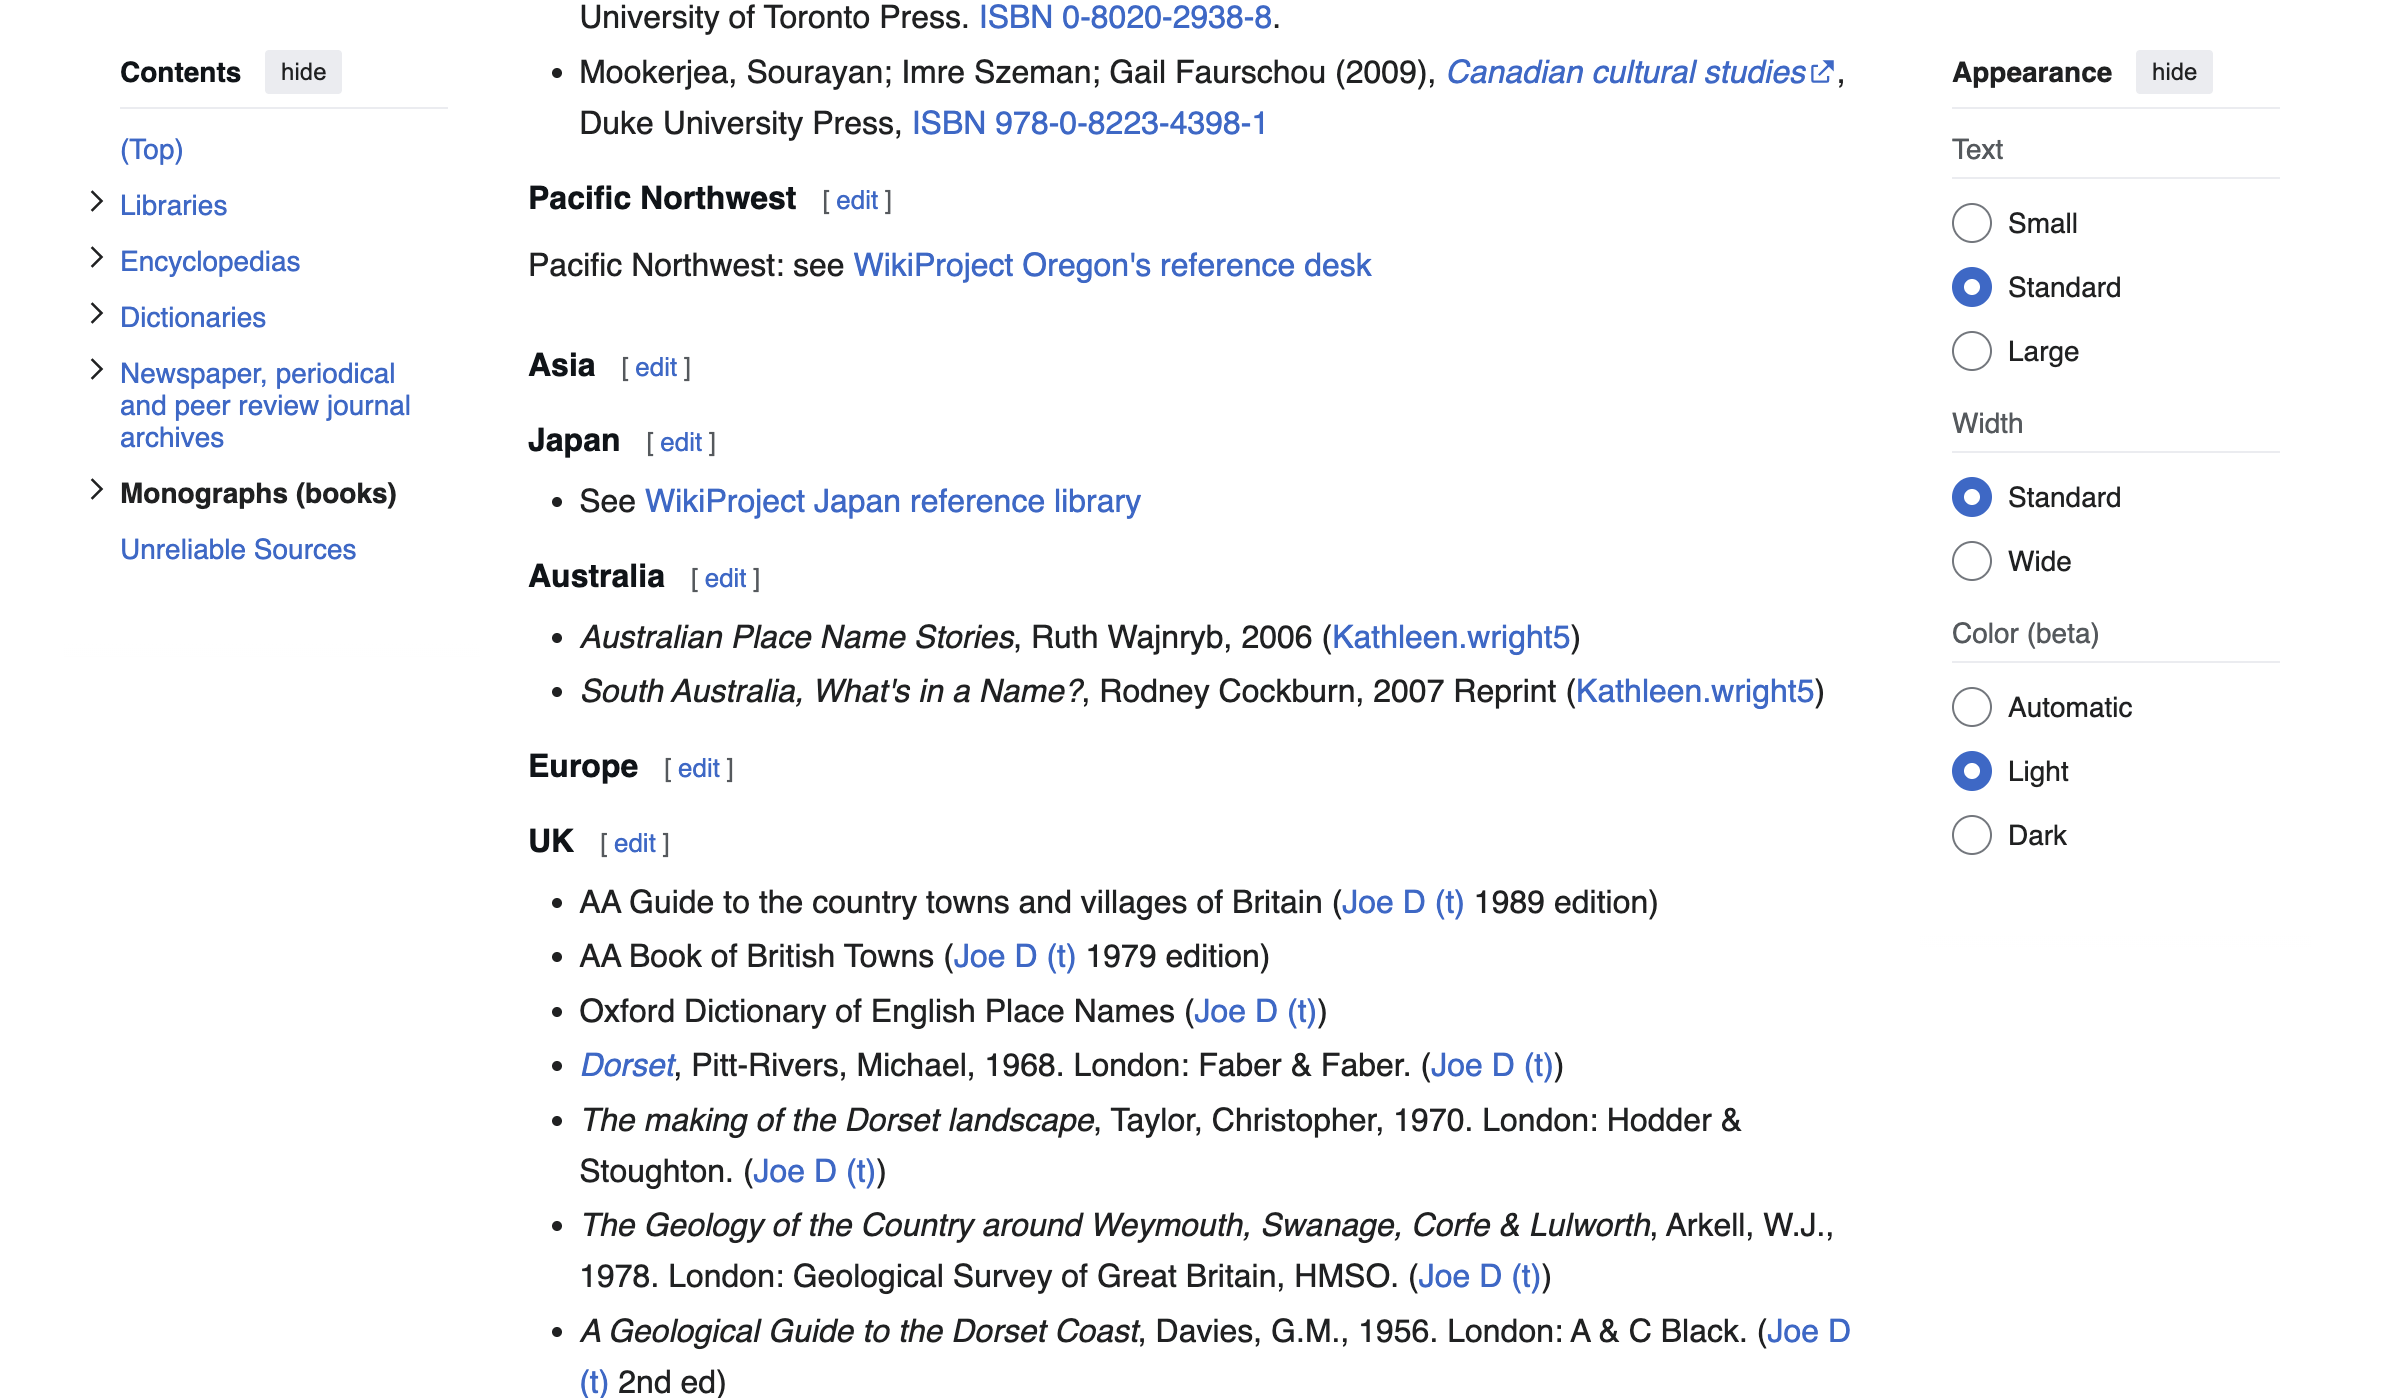 Contents hide
(Top)
Libraries
Encyclopedias
Dictionaries
Newspaper, periodical
and peer review journal
archives
Monographs (books)
Unreliable Sources
University of Toronto Press. ISBN 0-8020-2938-8.
• Mookerjea, Sourayan; Imre Szeman; Gail Faurschou (2009), Canadian cultural studies,
Duke University Press, ISBN 978-0-8223-4398-1
Pacific Northwest [ edit ]
Pacific Northwest: see WikiProject Oregon's reference desk
Asia [ edit ]
Japan [ edit ]
• See WikiProject Japan reference library
Australia [ edit ]
• Australian Place Name Stories, Ruth Wajnryb, 2006 (Kathleen.wright5)
• South Australia, What's in a Name?, Rodney Cockburn, 2007 Reprint (Kathleen.wright5)
Europe [ edit ]
UK [ edit ]
• AA Guide to the country towns and villages of Britain (Joe D (t) 1989 edition)
• AA Book of British Towns (Joe D (t) 1979 edition)
• Oxford Dictionary of English Place Names (Joe D (t))
• Dorset, Pitt-Rivers, Michael, 1968. London: Faber & Faber. (Joe D (t))
• The making of the Dorset landscape, Taylor, Christopher, 1970. London: Hodder &
Stoughton. (Joe D (t))
• The Geology of the Country around Weymouth, Swanage, Corfe & Lulworth, Arkell, W.J.,
1978. London: Geological Survey of Great Britain, HMSO. (Joe D (t))
• A Geological Guide to the Dorset Coast, Davies, G.M., 1956. London: A & C Black. (Joe D
(t) 2nd ed)
Appearance hide
Text
Small
Standard
Large
Width
Standard
Wide
Color (beta)
Automatic
Light
Dark